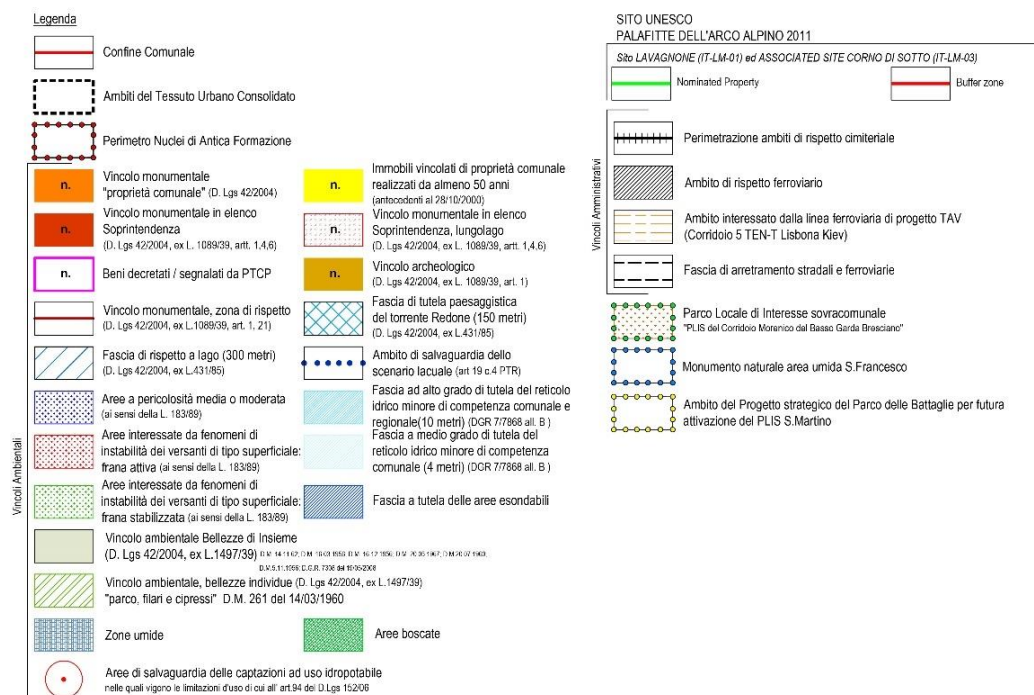 Legenda
Confine Comunale
Ambiti del Tessuto Urbano Consolidato
Perimetro Nuclei di Antica Formazione
Vincoli Ambientali
n.
Vincolo monumentale
"proprietà comunale" (D. Lgs 42/2004)
n.
Vincolo monumentale in elenco
Soprintendenza
(D. Lgs 42/2004, ex L. 1089/39, artt. 1,4,6)
n.
Beni decretati / segnalati da PTCP
Vincolo monumentale, zona di rispetto
(D. Lgs 42/2004, ex L.1089/39, art. 1, 21)
Fascia di rispetto a lago (300 metri)
(D. Lgs 42/2004, ex L.431/85)
Aree a pericolosità media o moderata
(ai sensi della L. 183/89)
Aree interessate da fenomeni di
instabilità dei versanti di tipo superficiale:
frana attiva (ai sensi della L. 183/89)
Aree interessate da fenomeni di
instabilità dei versanti di tipo superficiale:
frana stabilizzata (ai sensi della L. 183/89)
Vincolo ambientale Bellezze di Insieme
(D. Lgs 42/2004, ex L.1497/39)
Vincolo ambientale, bellezze individue (D. Lgs 42/2004, ex L.1497/39)
"parco, filari e cipressi" D.M. 261 del 14/03/1960
Zone umide
Aree di salvaguardia delle captazioni ad uso idropotabile
nelle quali vigono le limitazioni d'uso di cui all' art.94 del D.Lgs 152/06
n.
Immobili vincolati di proprietà comunale
realizzati da almeno 50 anni
(antecedenti al 28/10/2000)
n.
Vincolo monumentale in elenco
Sopintendenza, lungolago
(D. Lgs 42/2004, ex L. 1089/39, artt. 1,4,6)
n.
Vincolo archeologico
(D. Lgs 42/2004, ex L. 1089/39, art. 1)
Fascia di tutela paesaggistica
del torrente Redone (150 metri)
(D. Lgs 42/2004, ex L.431/85)
Ambito di salvaguardia dello
scenario lacuale (art 19 c.4 PTR)
Fascia ad alto grado di tutela del reticolo
idrico minore di competenza comunale e
regionale(10 metri) (DGR 7/7868 all. B )
Fascia a medio grado di tutela del
reticolo idrico minore di competenza
comunale (4 metri) (DGR 7/7868 all. B )
Fascia a tutela delle aree esondabili
Aree boscate
SITO UNESCO
PALAFITTE DELL'ARCO ALPINO 2011
Sito LAVAGNONE (IT-LM-01) ed ASSOCIATED SITE CORNO DI SOTTO (IT-LM-03)
Nominated Property
Buffer zone
Vincoli Amministrativi
Perimetrazione ambiti di rispetto cimiteriale
Ambito di rispetto ferroviario
Ambito interessato dalla linea ferroviaria di progetto TAV
(Corridoio 5 TEN-T Lisbona Kiev)
Fascia di arretramento stradali e ferroviarie
Parco Locale di Interesse sovracomunale
"PLIS del Corridoio Morenico del Basso Garda Bresciano"
Monumento naturale area umida S.Francesco
Ambito del Progetto strategico del Parco delle Battaglie per futura
attivazione del PLIS S.Martino